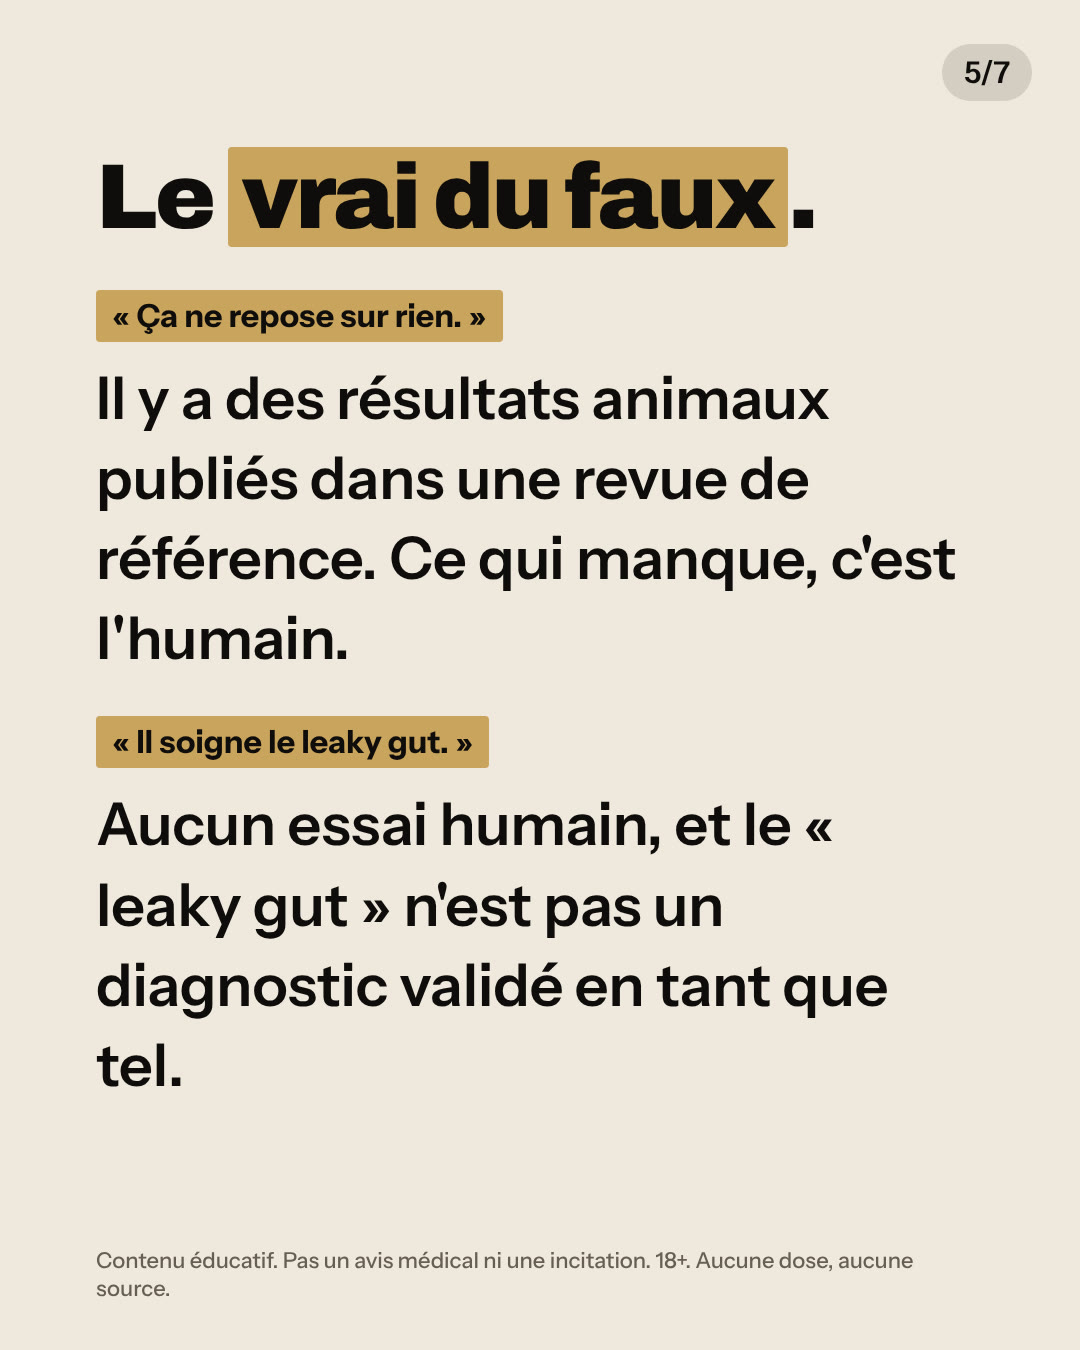 5/7
Le vrai du faux.
« Ça ne repose sur rien. »
Il y a des résultats animaux
publiés dans une revue de
référence. Ce qui manque, c'est
l'humain.
« Il soigne le leaky gut. »
Aucun essai humain, et le «
leaky gut » n'est pas un
diagnostic validé en tant que
tel.
Contenu éducatif. Pas un avis médical ni une incitation. 18+. Aucune dose, aucune
source.